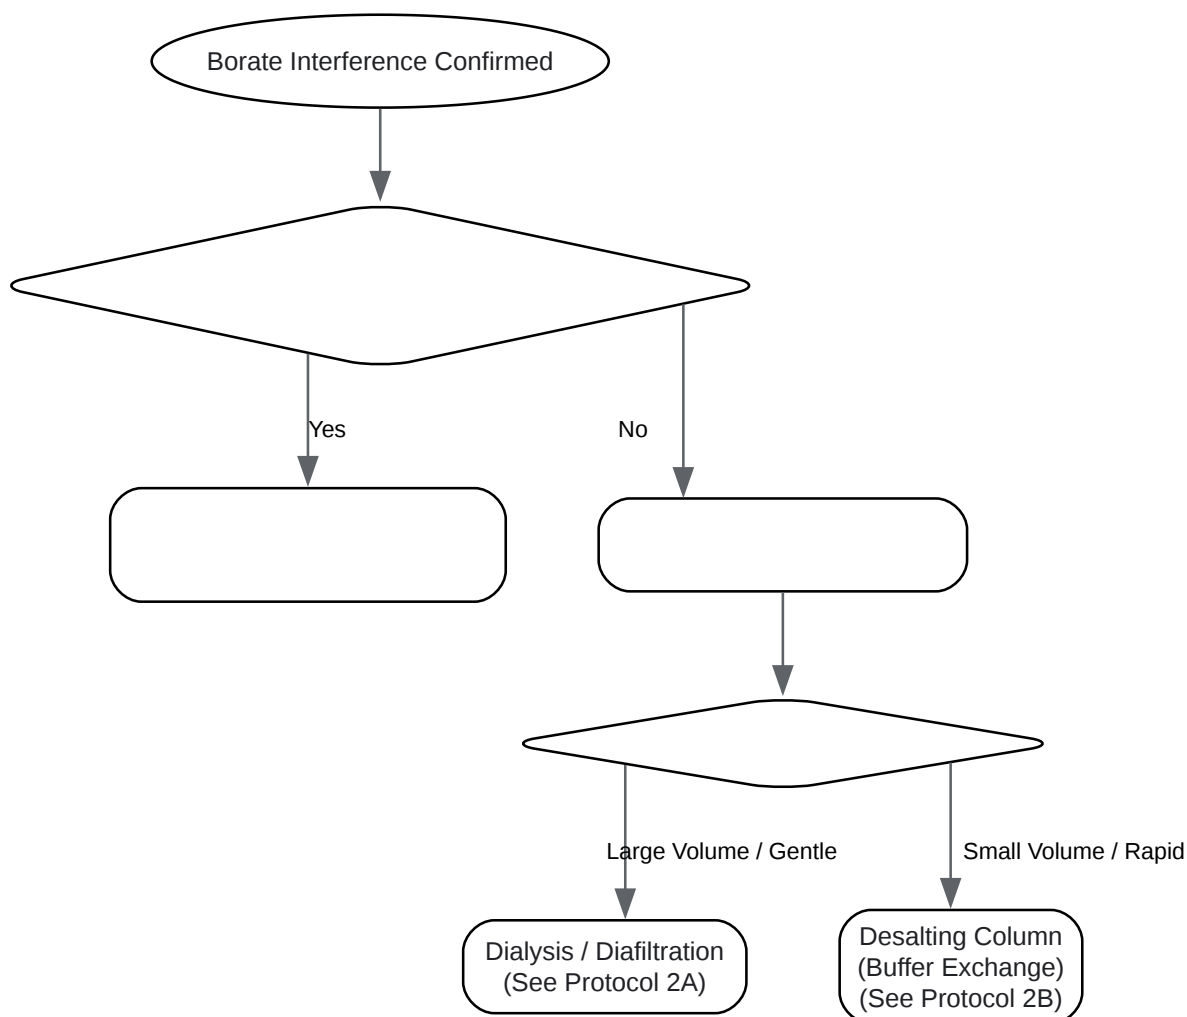 Borate Interference Confirmed
Yes
No
Large Volume / Gentle
Small Volume / Rapid
Dialysis / Diafiltration
(See Protocol 2A)
Desalting Column
(Buffer Exchange)
(See Protocol 2B)